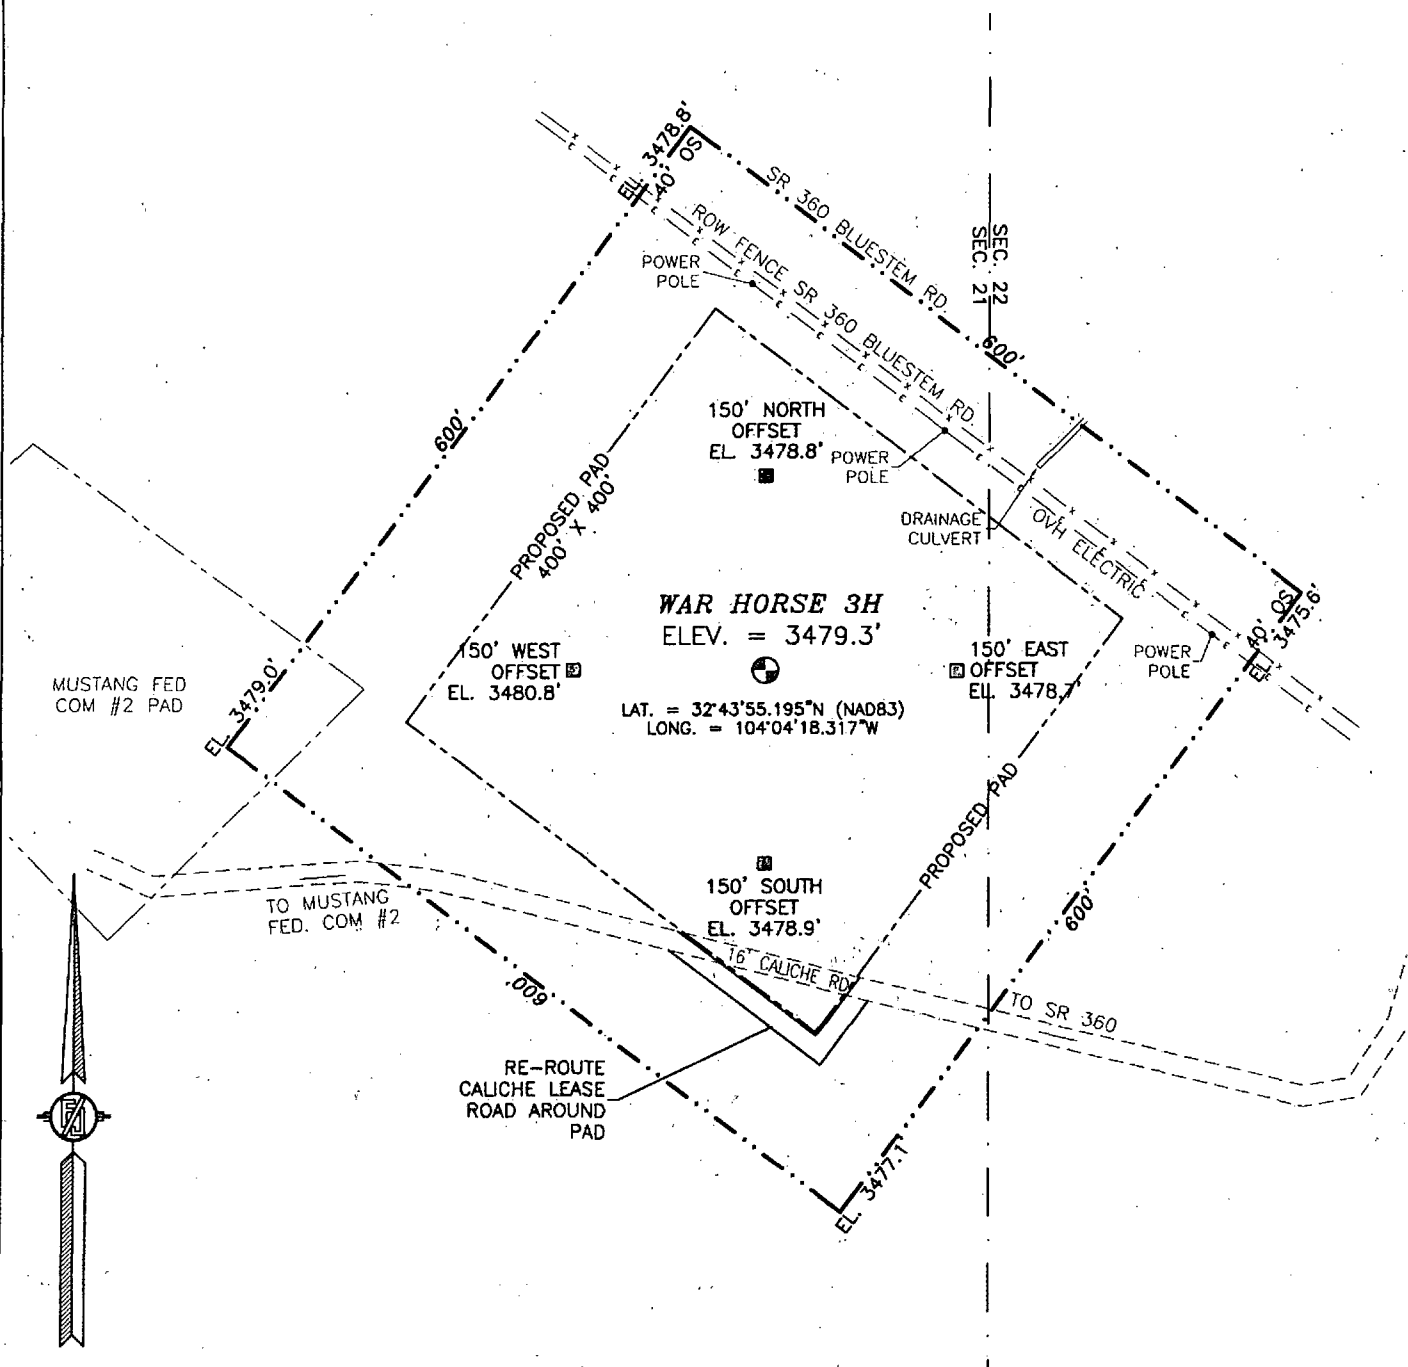 EL. 3478.8'
40' OS
SR 360 BLUESTEM RD.
SEC. 22
SEC. 21
ROW FENCE SR 360 BLUESTEM RD.
POWER
POLE
600'
600'
150' NORTH
OFFSET
EL. 3478.8'
POWER
POLE
PROPOSED PAD
400' X 400'
DRAINAGE
CULVERT
OVH ELECTRIC
WAR HORSE 3H
ELEV. = 3479.3'
40' OS
EL. 3475.6'
150' WEST
OFFSET
EL. 3480.8'
150' EAST
OFFSET
EL. 3478.7'
POWER
POLE
MUSTANG FED
COM #2 PAD
EL. 3479.0'
LAT. = 32°43'55.195"N (NAD83)
LONG. = 104°04'18.317"W
PROPOSED PAD
150' SOUTH
OFFSET
EL. 3478.9'
TO MUSTANG
FED. COM #2
600'
16' CALICHE RD
600'
TO SR 360
RE-ROUTE
CALICHE LEASE
ROAD AROUND
PAD
EL. 3477.1'